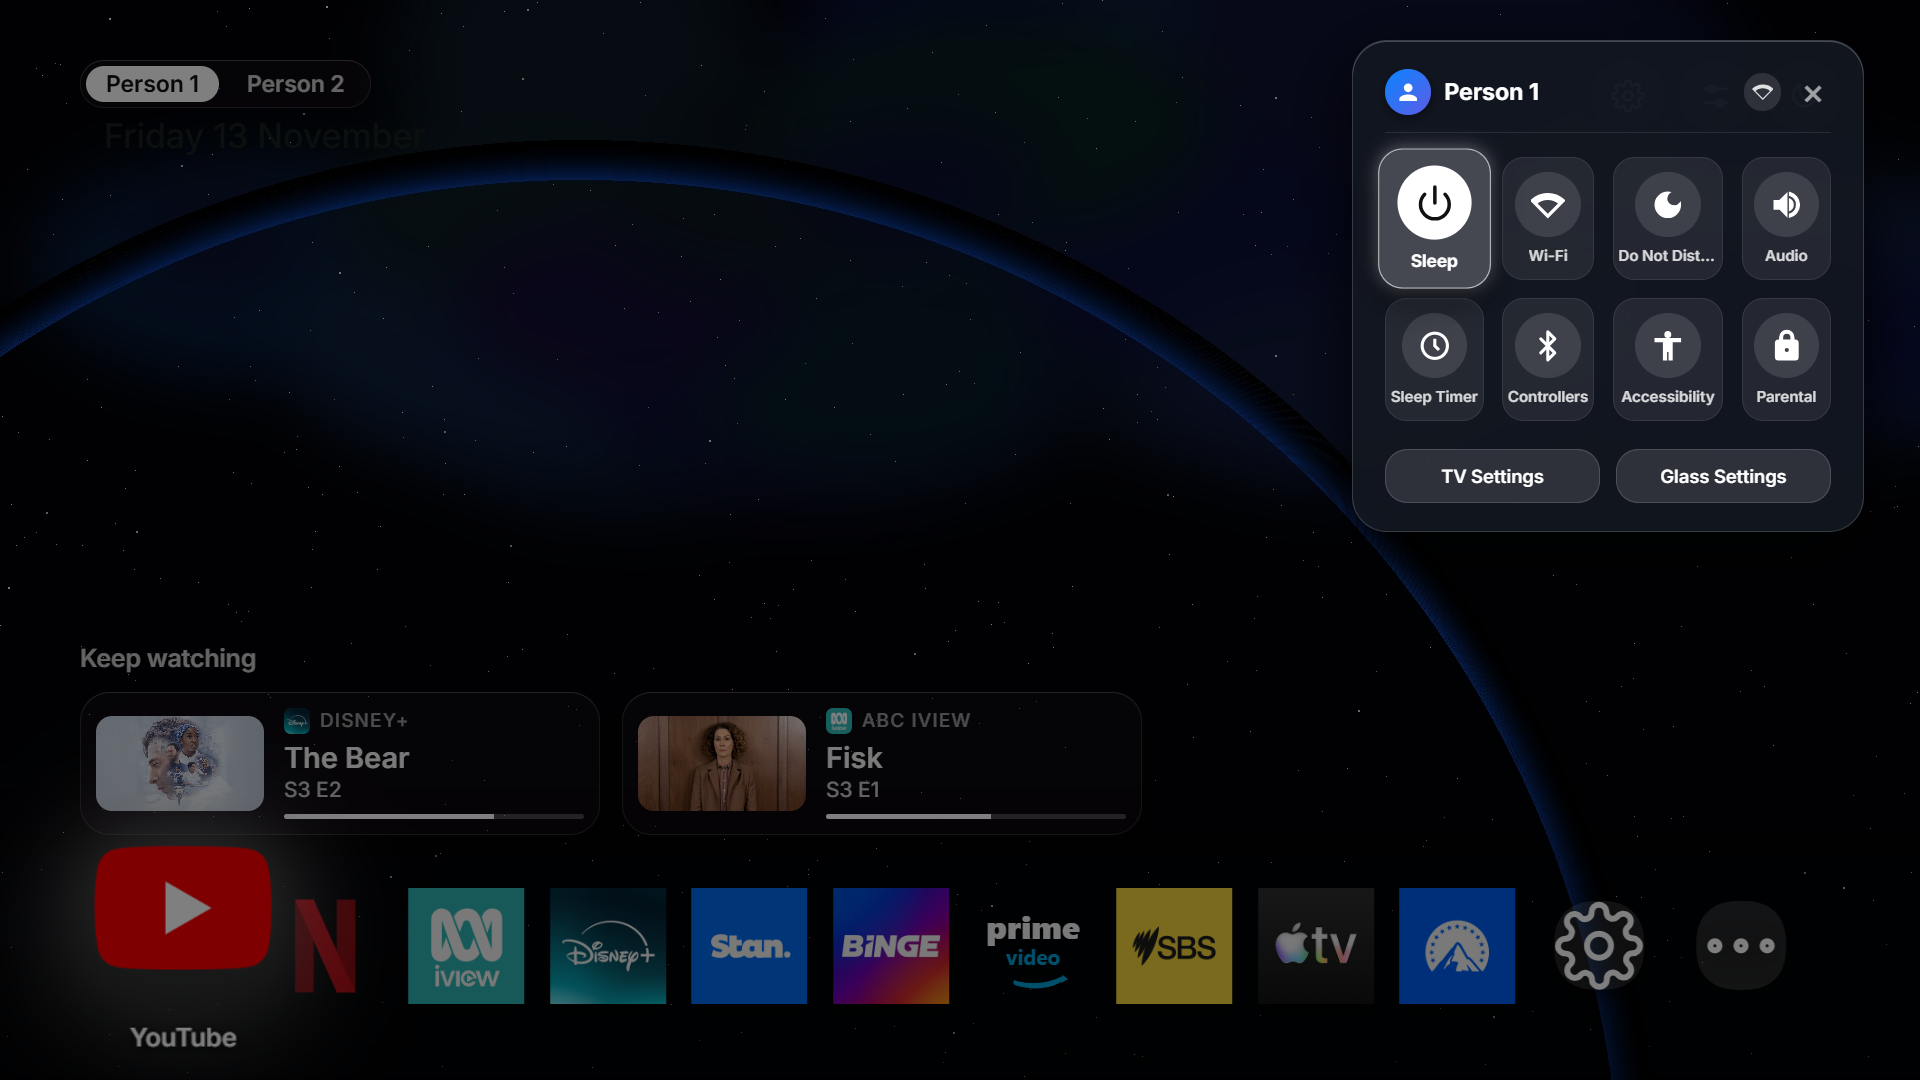 Person 1
Person 2
Friday 13 November
Person 1
Sleep
Wi-Fi
Do Not Dist...
Audio
Sleep Timer
Controllers
Accessibility
Parental
TV Settings
Glass Settings
Keep watching
Disney+
DISNEY+
The Bear
S3 E2
iview
ABC IVIEW
Fisk
S3 E1
N
iview
Disney+
Stan.
BiNGE
prime
video
SBS
tv
YouTube